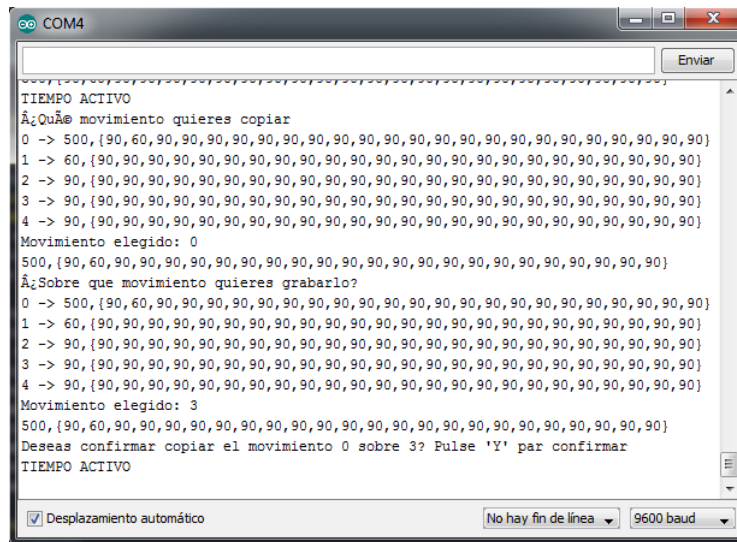 TIEMPO ACTIVO
Â¿QuÃ© movimiento quieres copiar
0 -> 500,{90,60,90,90,90,90,90,90,90,90,90,90,90,90,90,90,90,90,90,90,90,90,90,90}
1 -> 60,{90,90,90,90,90,90,90,90,90,90,90,90,90,90,90,90,90,90,90,90,90,90,90,90}
2 -> 90,{90,90,90,90,90,90,90,90,90,90,90,90,90,90,90,90,90,90,90,90,90,90,90,90}
3 -> 90,{90,90,90,90,90,90,90,90,90,90,90,90,90,90,90,90,90,90,90,90,90,90,90,90}
4 -> 90,{90,90,90,90,90,90,90,90,90,90,90,90,90,90,90,90,90,90,90,90,90,90,90,90}
Movimiento elegido: 0
500,{90,60,90,90,90,90,90,90,90,90,90,90,90,90,90,90,90,90,90,90,90,90,90,90}
Â¿Sobre que movimiento quieres grabarlo?
0 -> 500,{90,60,90,90,90,90,90,90,90,90,90,90,90,90,90,90,90,90,90,90,90,90,90,90}
1 -> 60,{90,90,90,90,90,90,90,90,90,90,90,90,90,90,90,90,90,90,90,90,90,90,90,90}
2 -> 90,{90,90,90,90,90,90,90,90,90,90,90,90,90,90,90,90,90,90,90,90,90,90,90,90}
3 -> 90,{90,90,90,90,90,90,90,90,90,90,90,90,90,90,90,90,90,90,90,90,90,90,90,90}
4 -> 90,{90,90,90,90,90,90,90,90,90,90,90,90,90,90,90,90,90,90,90,90,90,90,90,90}
Movimiento elegido: 3
500,{90,60,90,90,90,90,90,90,90,90,90,90,90,90,90,90,90,90,90,90,90,90,90,90}
Deseas confirmar copiar el movimiento 0 sobre 3? Pulse 'Y' par confirmar
TIEMPO ACTIVO
COM4
Enviar
Desplazamiento automático
No hay fin de línea
9600 baud